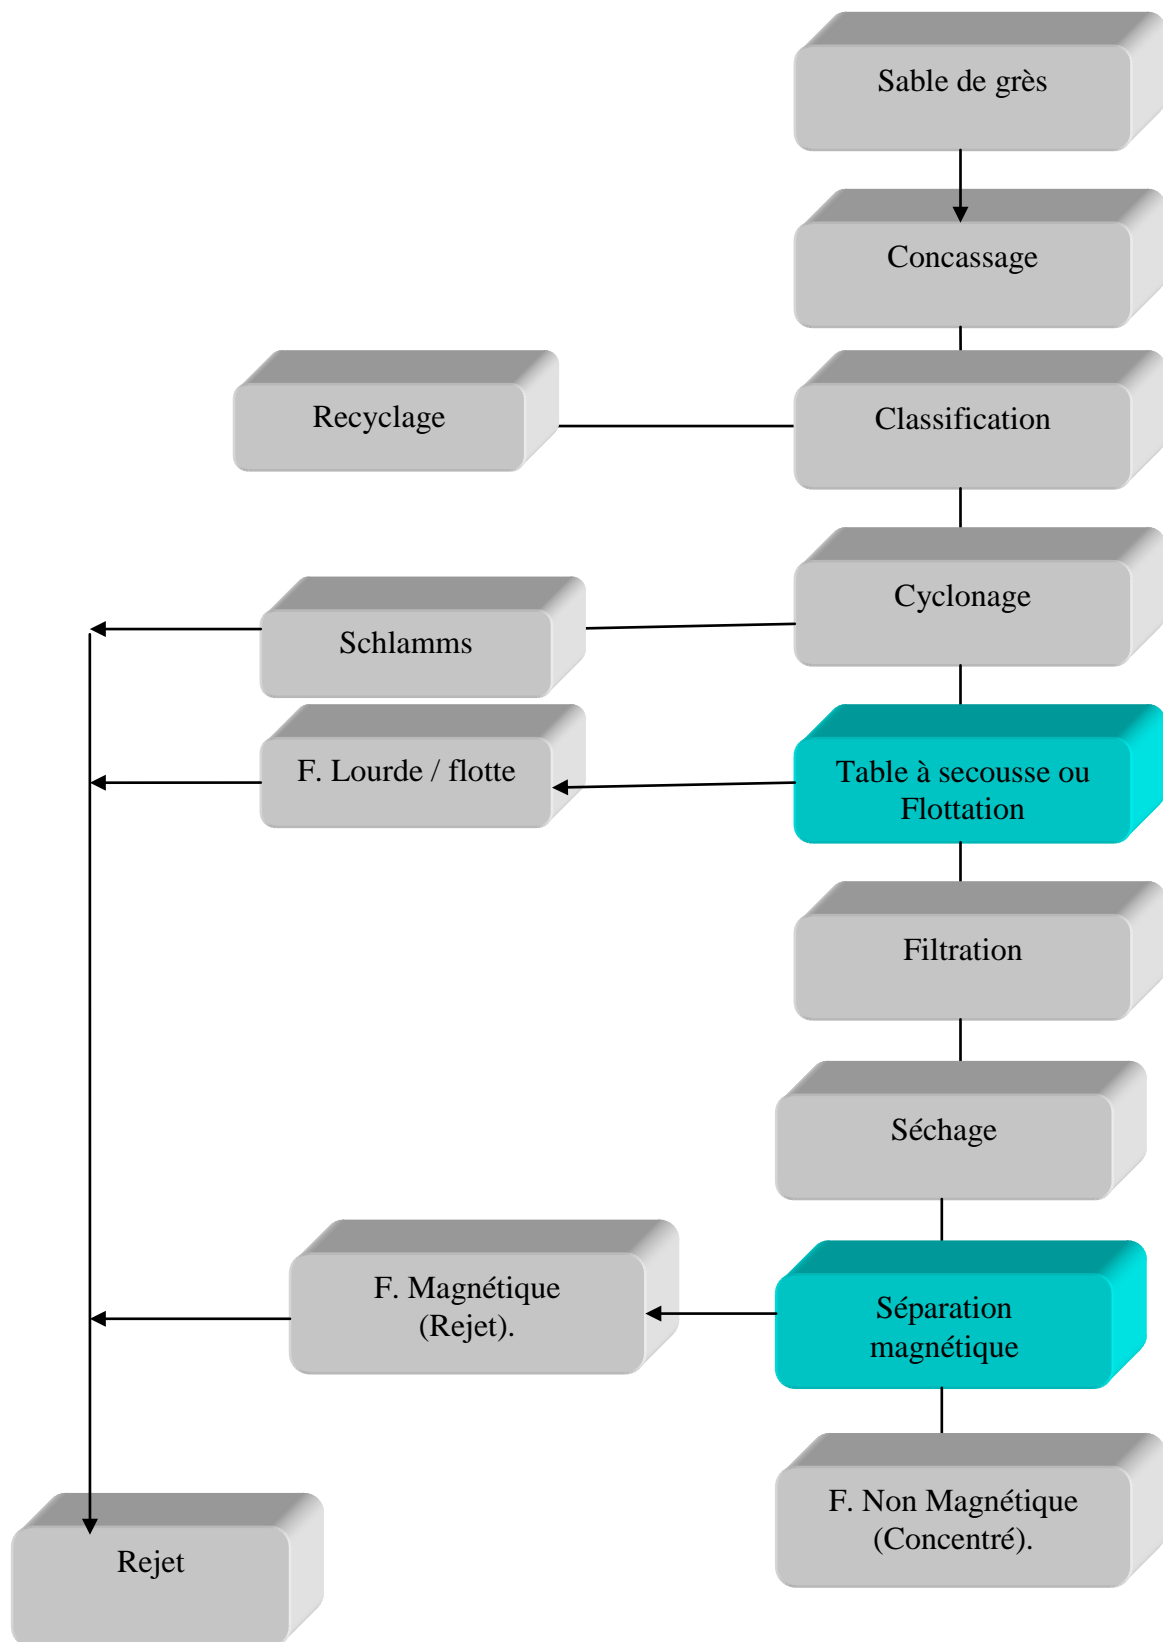 Sable de grès
Concassage
Recyclage
Classification
Cyclonage
Schlamms
F. Lourde / flotte
Table à secousse ou
Flottation
Filtration
Séchage
F. Magnétique
(Rejet).
Séparation
magnétique
F. Non Magnétique
(Concentré).
Rejet